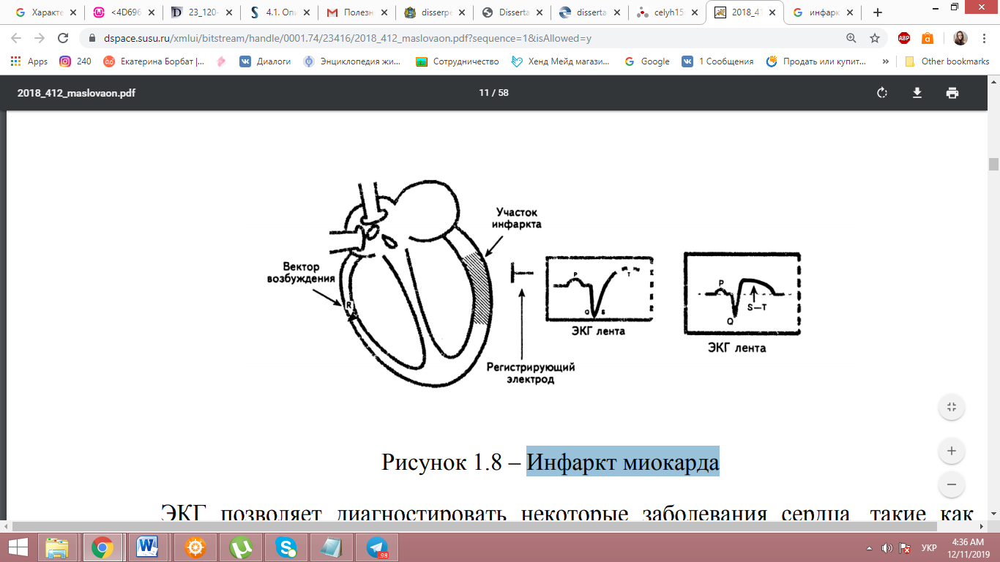 Характе
<4D696
23_120-
4.1. Опи
Полезн
disserpe
Disserta
disserta
celyh15
2018_41
инфарк
dspace.susu.ru/xmlui/bitstream/handle/0001.74/23416/2018_412_maslovaon.pdf?sequence=1&isAllowed=y
ABP
a
Apps
240
Екатерина Борбат |...
Диалоги
Энциклопедия жи...
Сотрудничество
Хенд Мейд магази...
Google
1 Сообщения
Продать или купит...
»
Other bookmarks
2018_412_maslovaon.pdf
11 / 58
Участок
инфаркта
Вектор
возбуждения
R
P
T
Q S
ЭКГ лента
P
S—T
Q
ЭКГ лента
Регистрирующий
электрод
Рисунок 1.8 – Инфаркт миокарда
ЭКГ позволяет диагностировать некоторые заболевания сердца, такие как
98
УКР
4:36 AM
12/11/2019